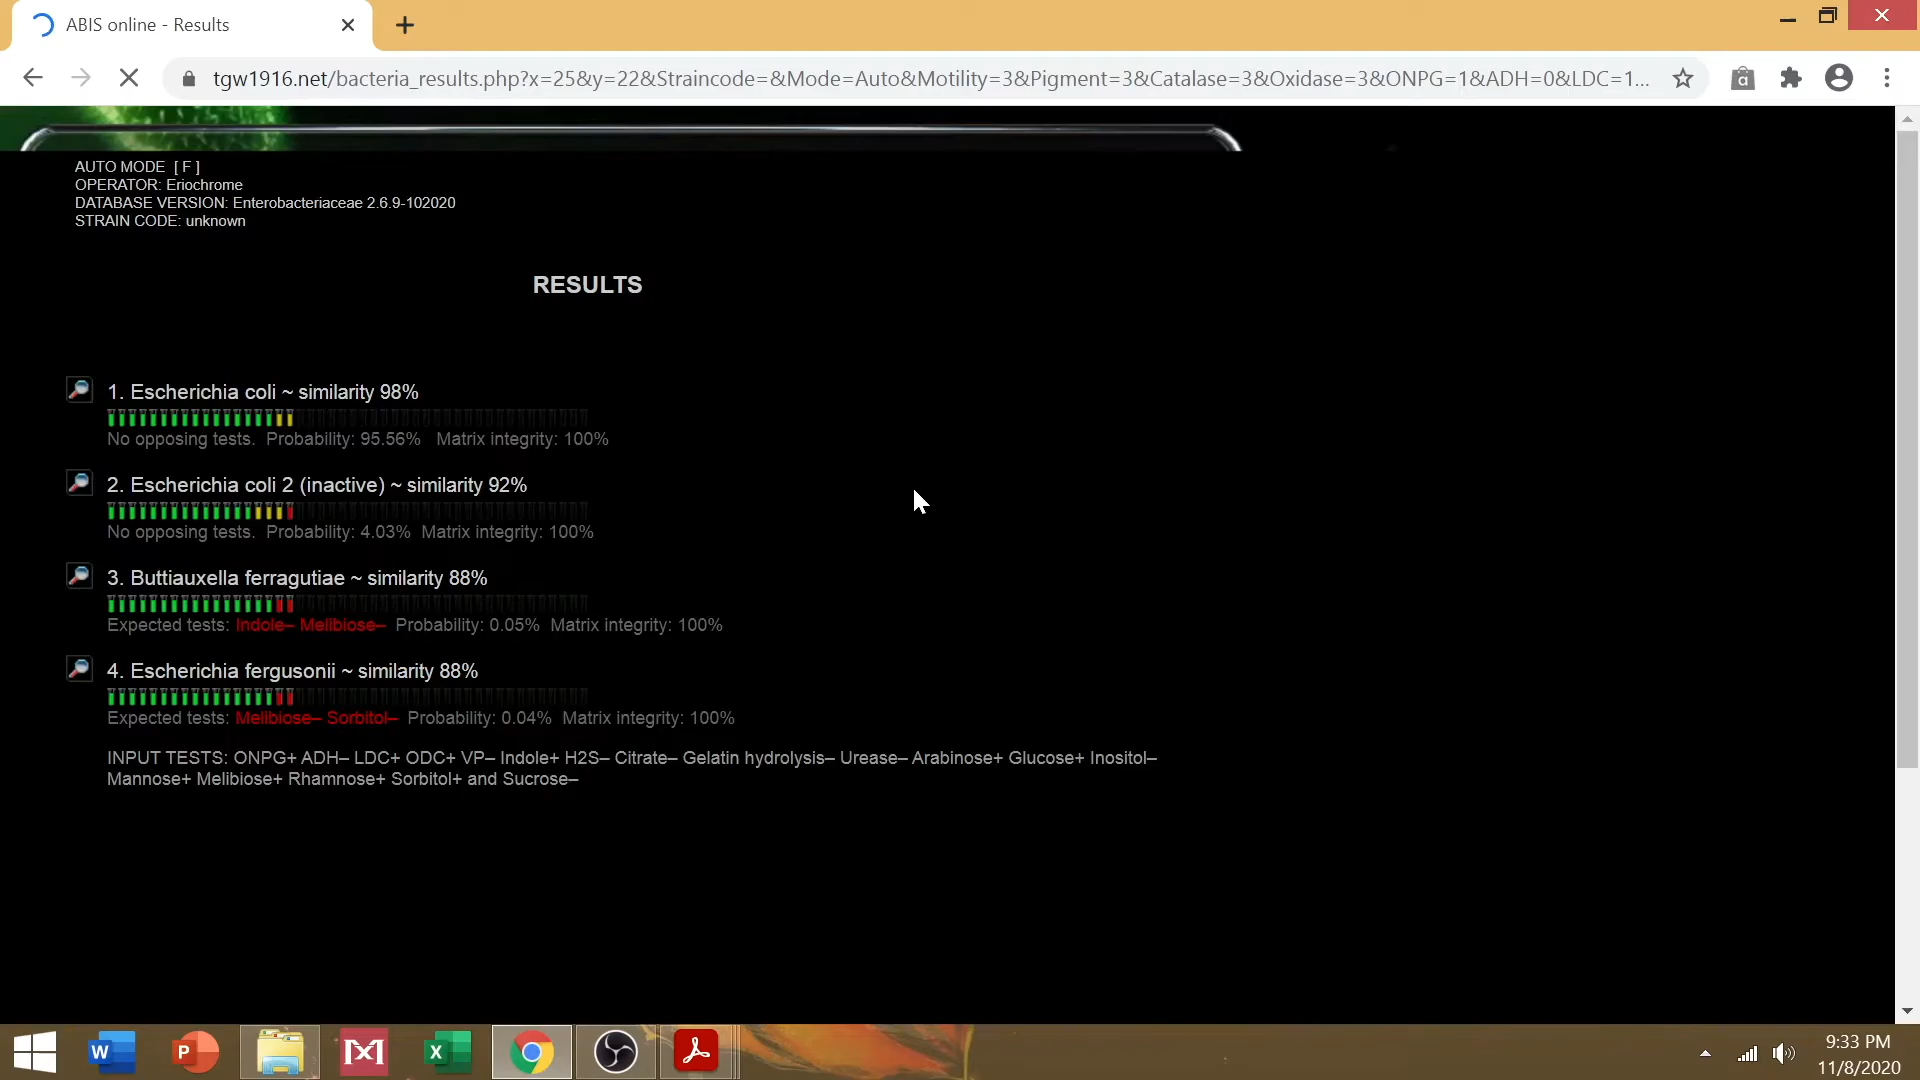 ABIS online - Results
tgw1916.net/bacteria_results.php?x=25&y=22&Straincode=&Mode=Auto&Motility=3&Pigment=3&Catalase=3&Oxidase=3&ONPG=1&ADH=0&LDC=1...
AUTO MODE [ F ]
OPERATOR: Eriochrome
DATABASE VERSION: Enterobacteriaceae 2.6.9-102020
STRAIN CODE: unknown
RESULTS
1. Escherichia coli ~ similarity 98%
No opposing tests. Probability: 95.56% Matrix integrity: 100%
2. Escherichia coli 2 (inactive) ~ similarity 92%
No opposing tests. Probability: 4.03% Matrix integrity: 100%
3. Buttiauxella ferragutiae ~ similarity 88%
Expected tests: Indole– Melibiose– Probability: 0.05% Matrix integrity: 100%
4. Escherichia fergusonii ~ similarity 88%
Expected tests: Melibiose– Sorbitol– Probability: 0.04% Matrix integrity: 100%
INPUT TESTS: ONPG+ ADH– LDC+ ODC+ VP– Indole+ H2S– Citrate– Gelatin hydrolysis– Urease– Arabinose+ Glucose+ Inositol–
Mannose+ Melibiose+ Rhamnose+ Sorbitol+ and Sucrose–
9:33 PM
11/8/2020